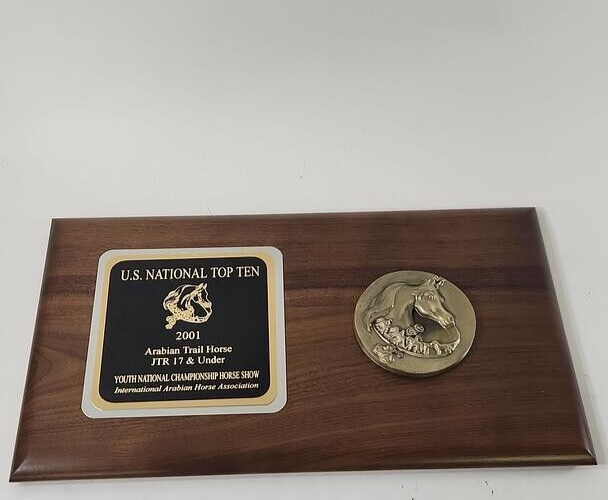 U.S. NATIONAL TOP TEN
2001
Arabian Trail Horse
JTR 17 & Under
YOUTH NATIONAL CHAMPIONSHIP HORSE SHOW
International Arabian Horse Association